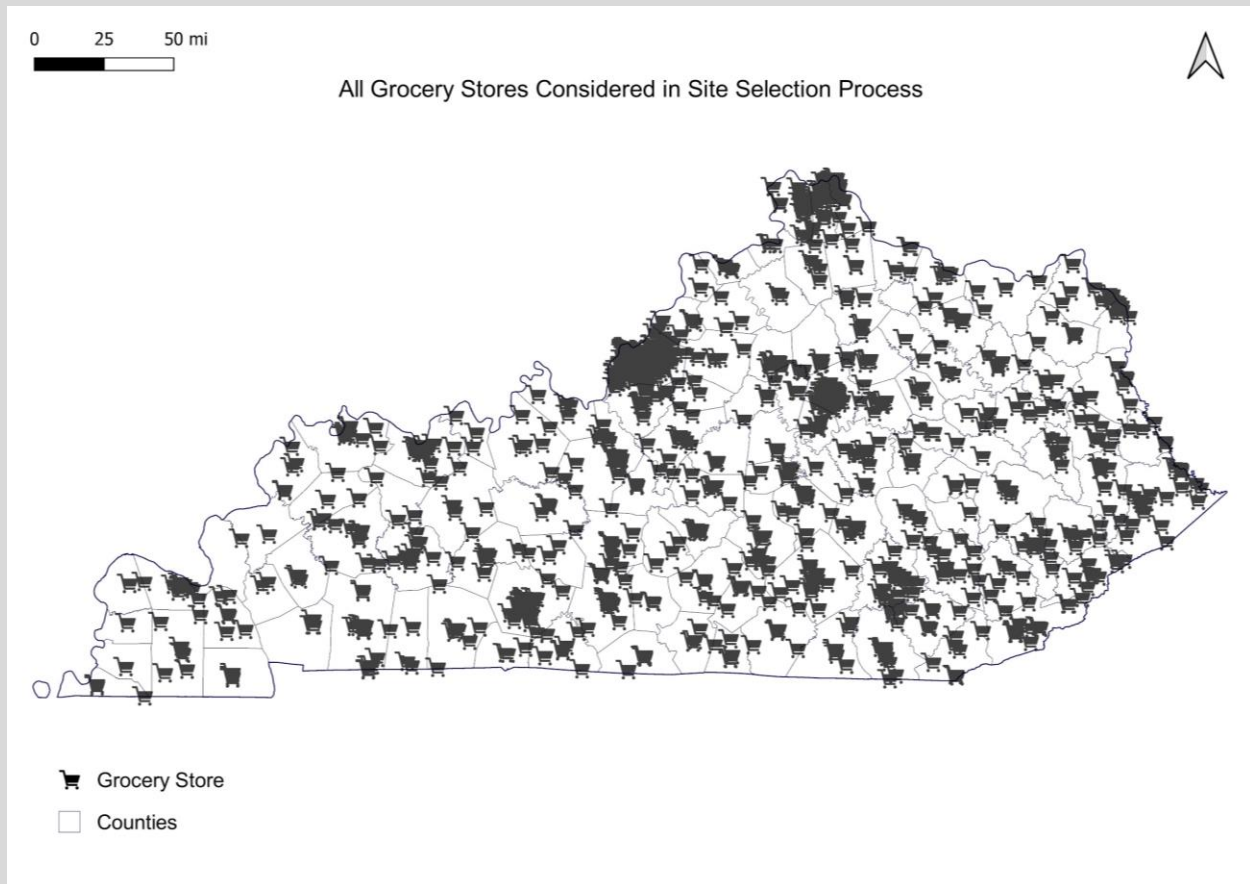 0 25 50 mi
All Grocery Stores Considered in Site Selection Process
Grocery Store
Counties